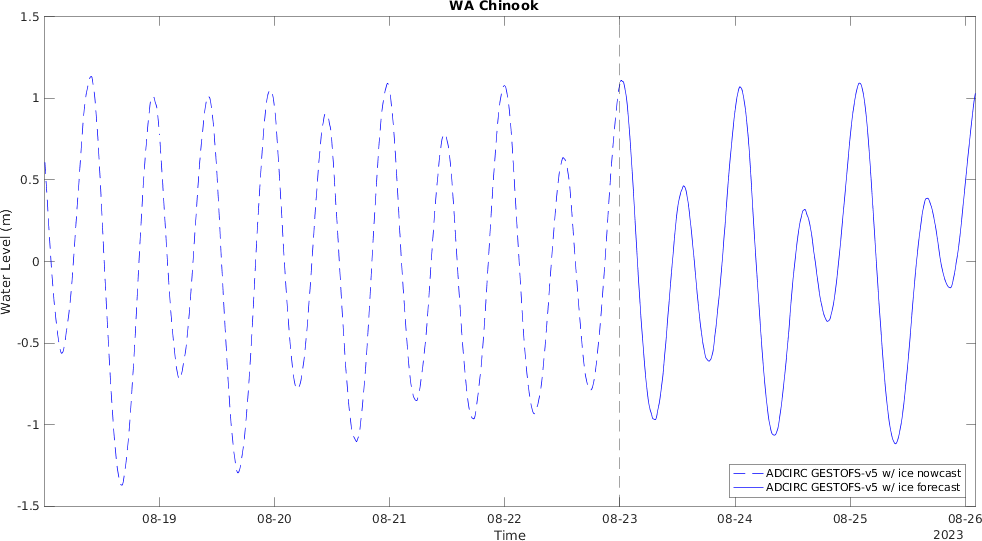 WA Chinook
1.5
1
0.5
0
-0.5
-1
-1.5
Water Level (m)
08-19 08-20 08-21 08-22 08-23 08-24 08-25 08-26
Time
2023
ADCIRC GESTOFS-v5 w/ ice nowcast
ADCIRC GESTOFS-v5 w/ ice forecast